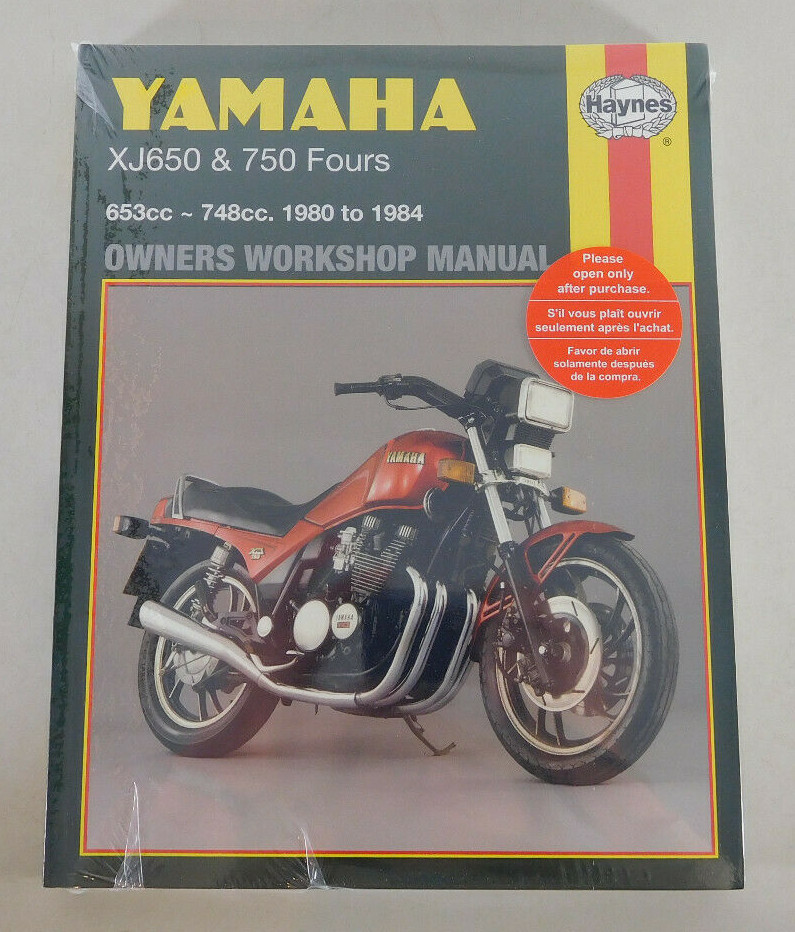 YAMAHA
Haynes
®
XJ650 & 750 Fours
653cc ~ 748cc. 1980 to 1984
OWNERS WORKSHOP MANUAL
Please
open only
after purchase.
S'il vous plaît ouvrir
seulement après l'achat.
Favor de abrir
solamente después
de la compra.
YAMAHA
YAMAHA